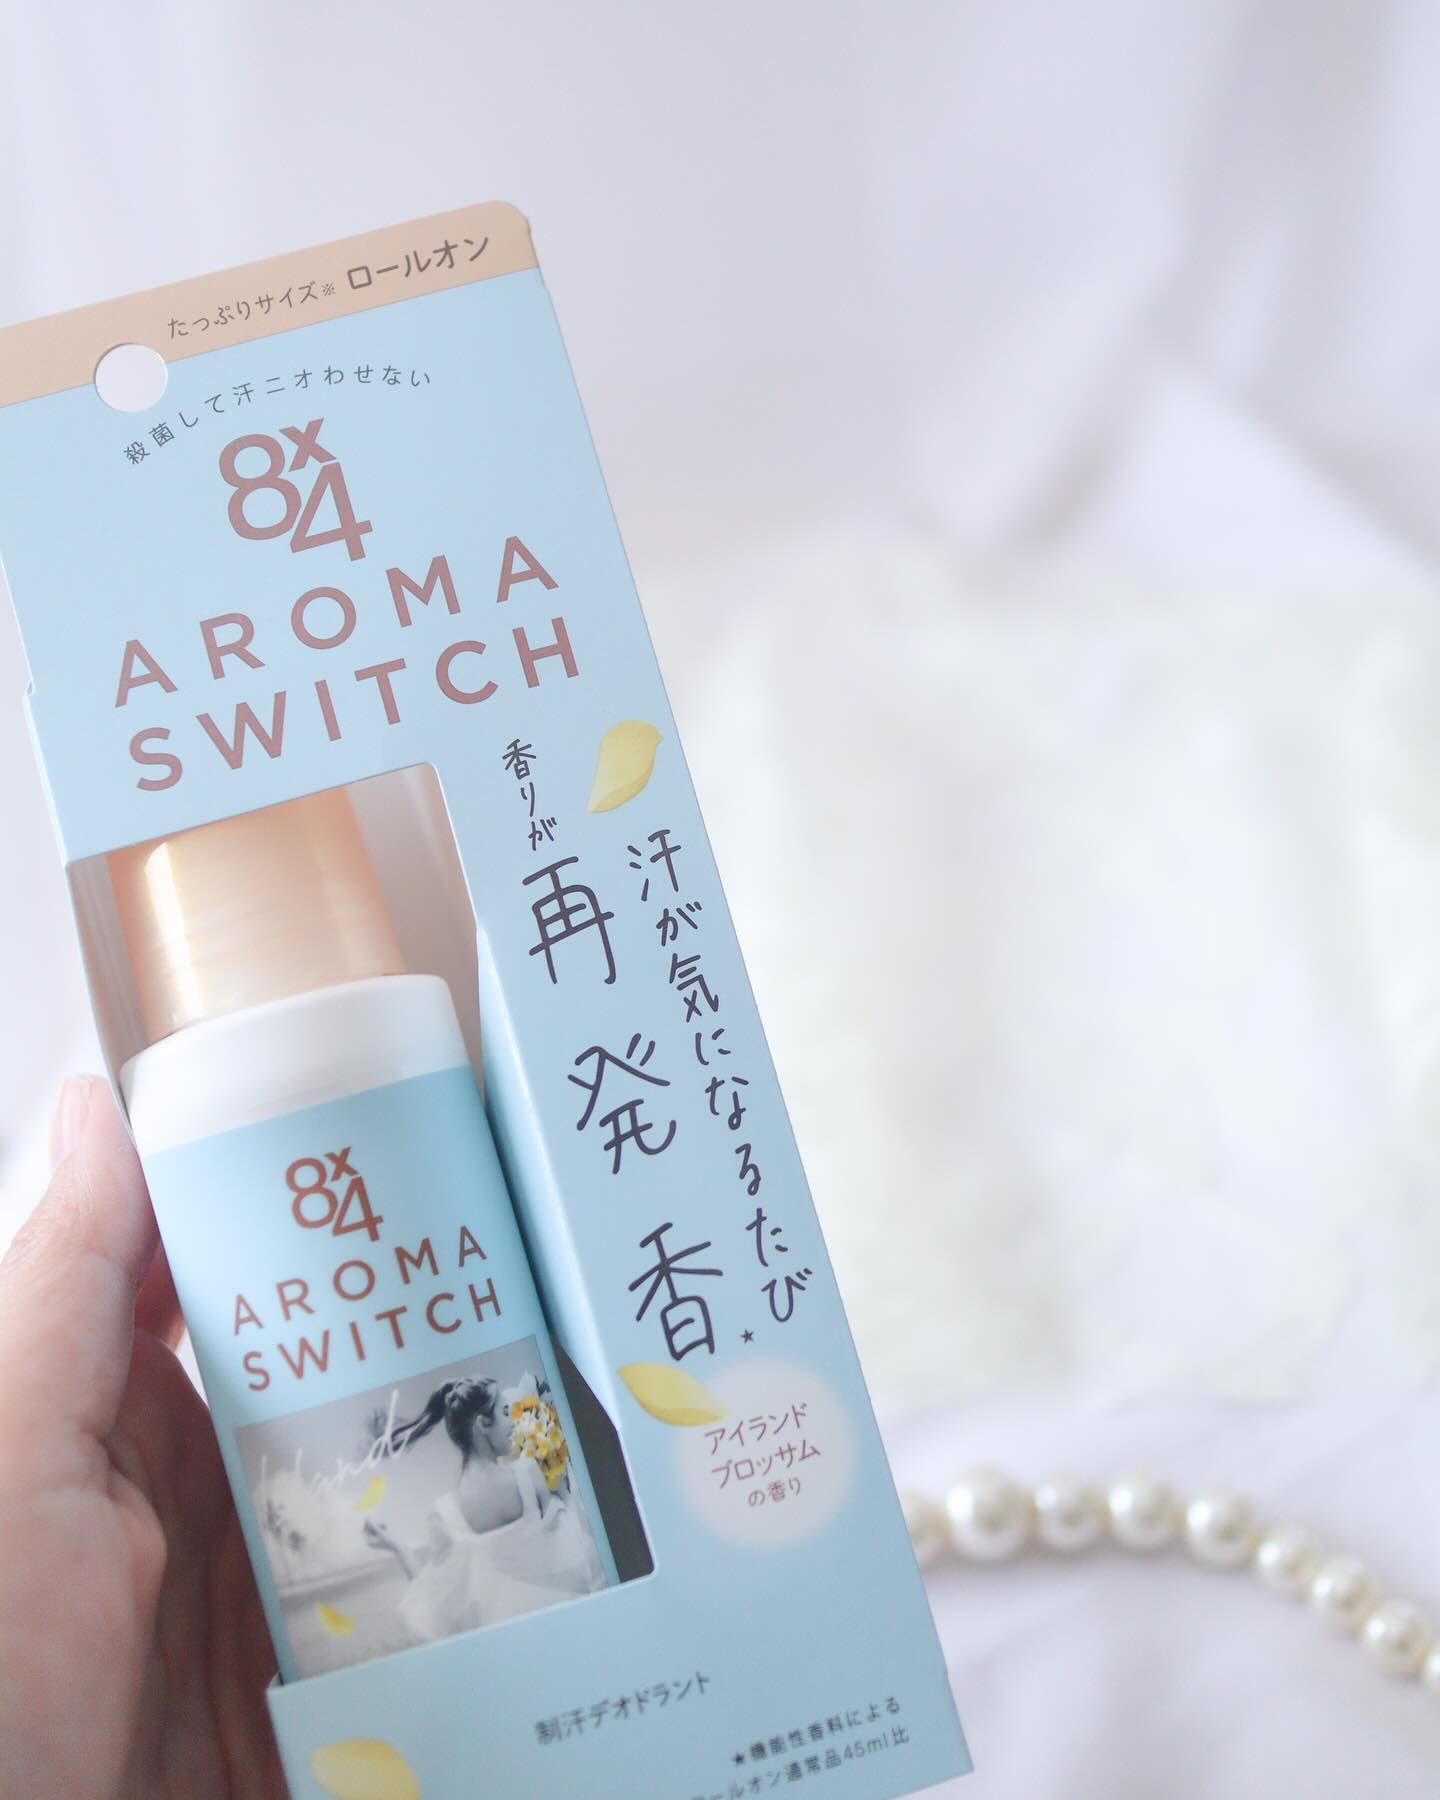 たっぷりサイズ※ ロールオン
殺菌して汗ニオわせない
8x4
AROMA
SWITCH
汗が気になるたび
香りが再発香★
アイランド
ブロッサム
の香り
8x4
AROMA
SWITCH
制汗デオドラント
★機能性香料による
ロールオン通常品45ml比